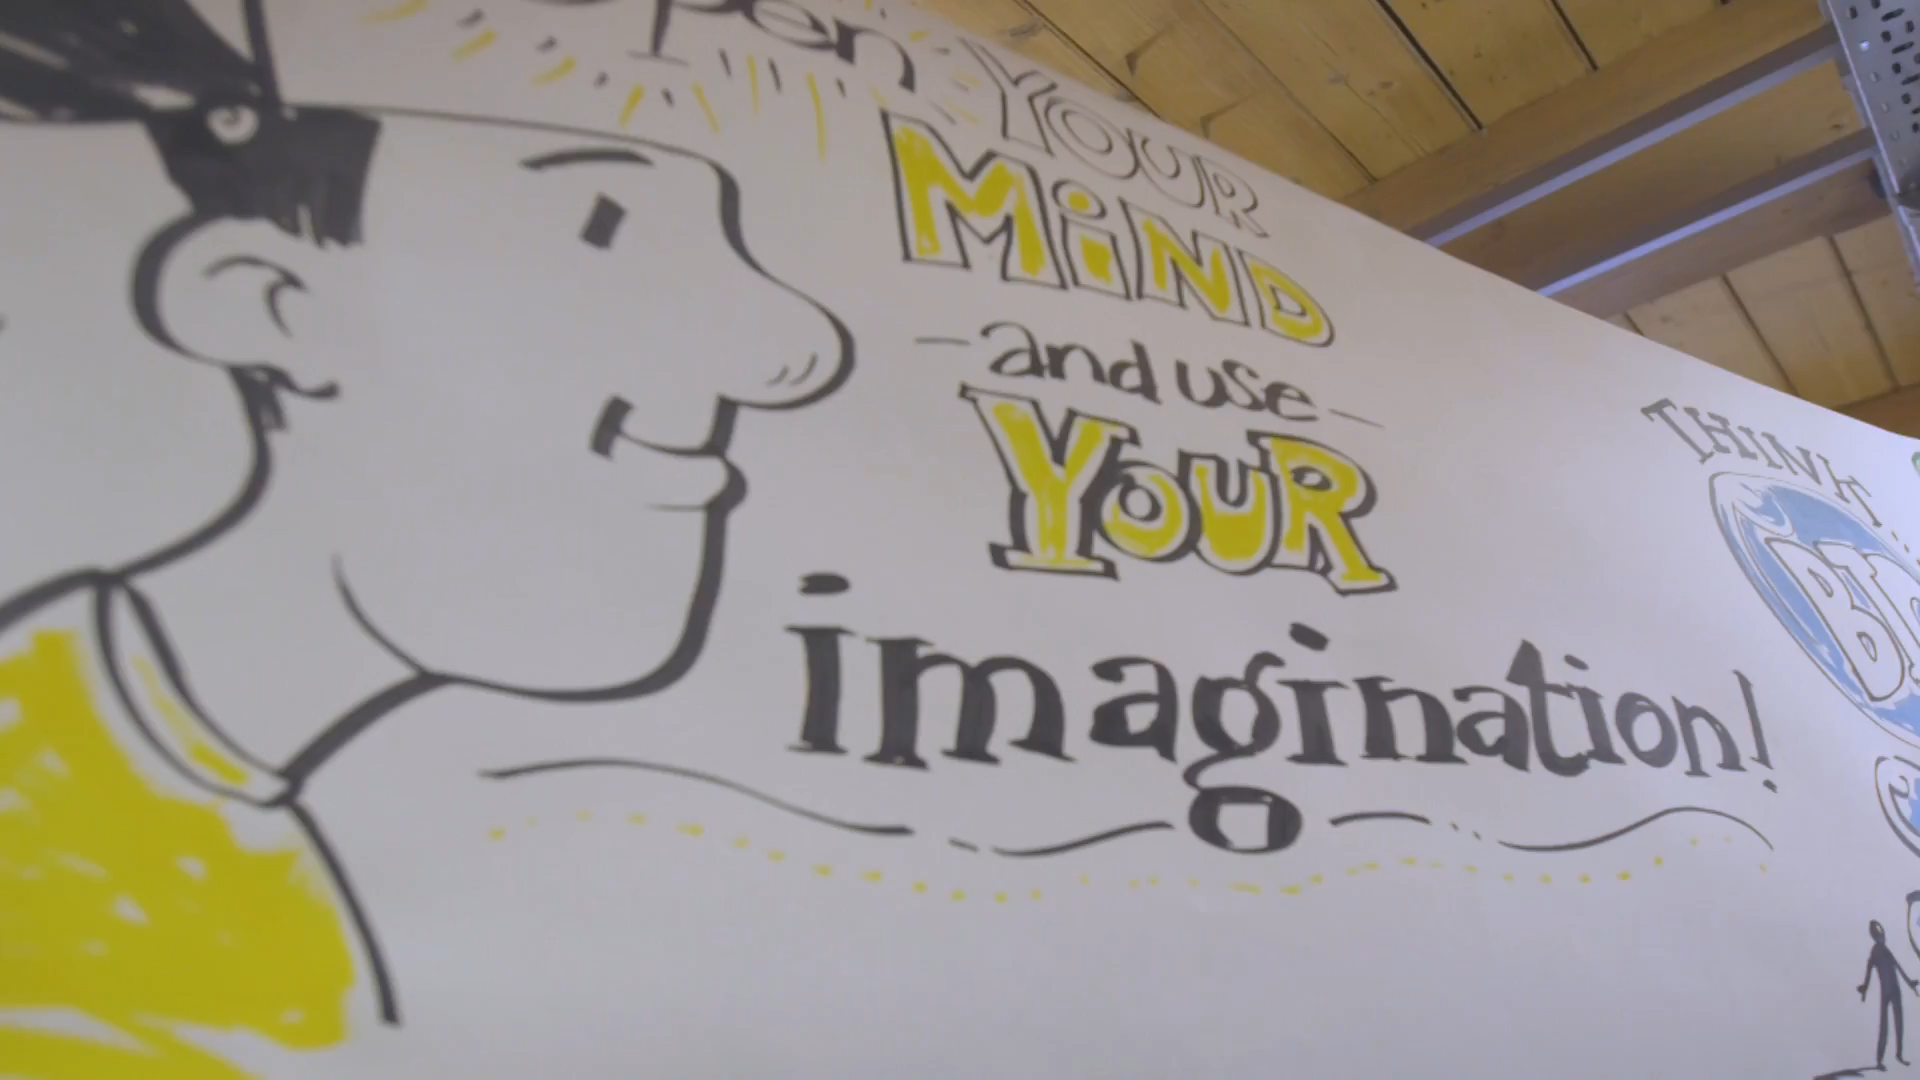 open
YOUR
MiND
- and use -
YOUR
imagination!
THINK